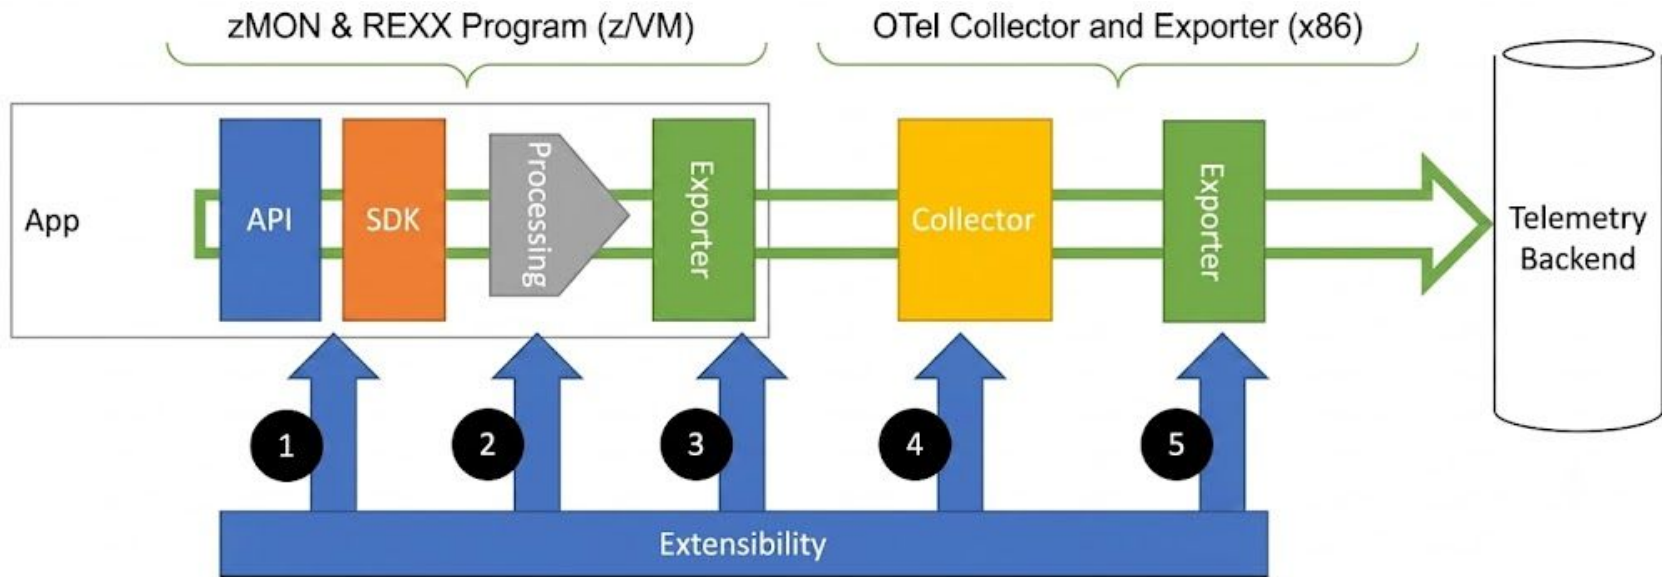 zMON & REXX Program (z/VM)
OTel Collector and Exporter (x86)
App
API
SDK
Processing
Exporter
Collector
Exporter
Telemetry
Backend
1
2
3
4
5
Extensibility